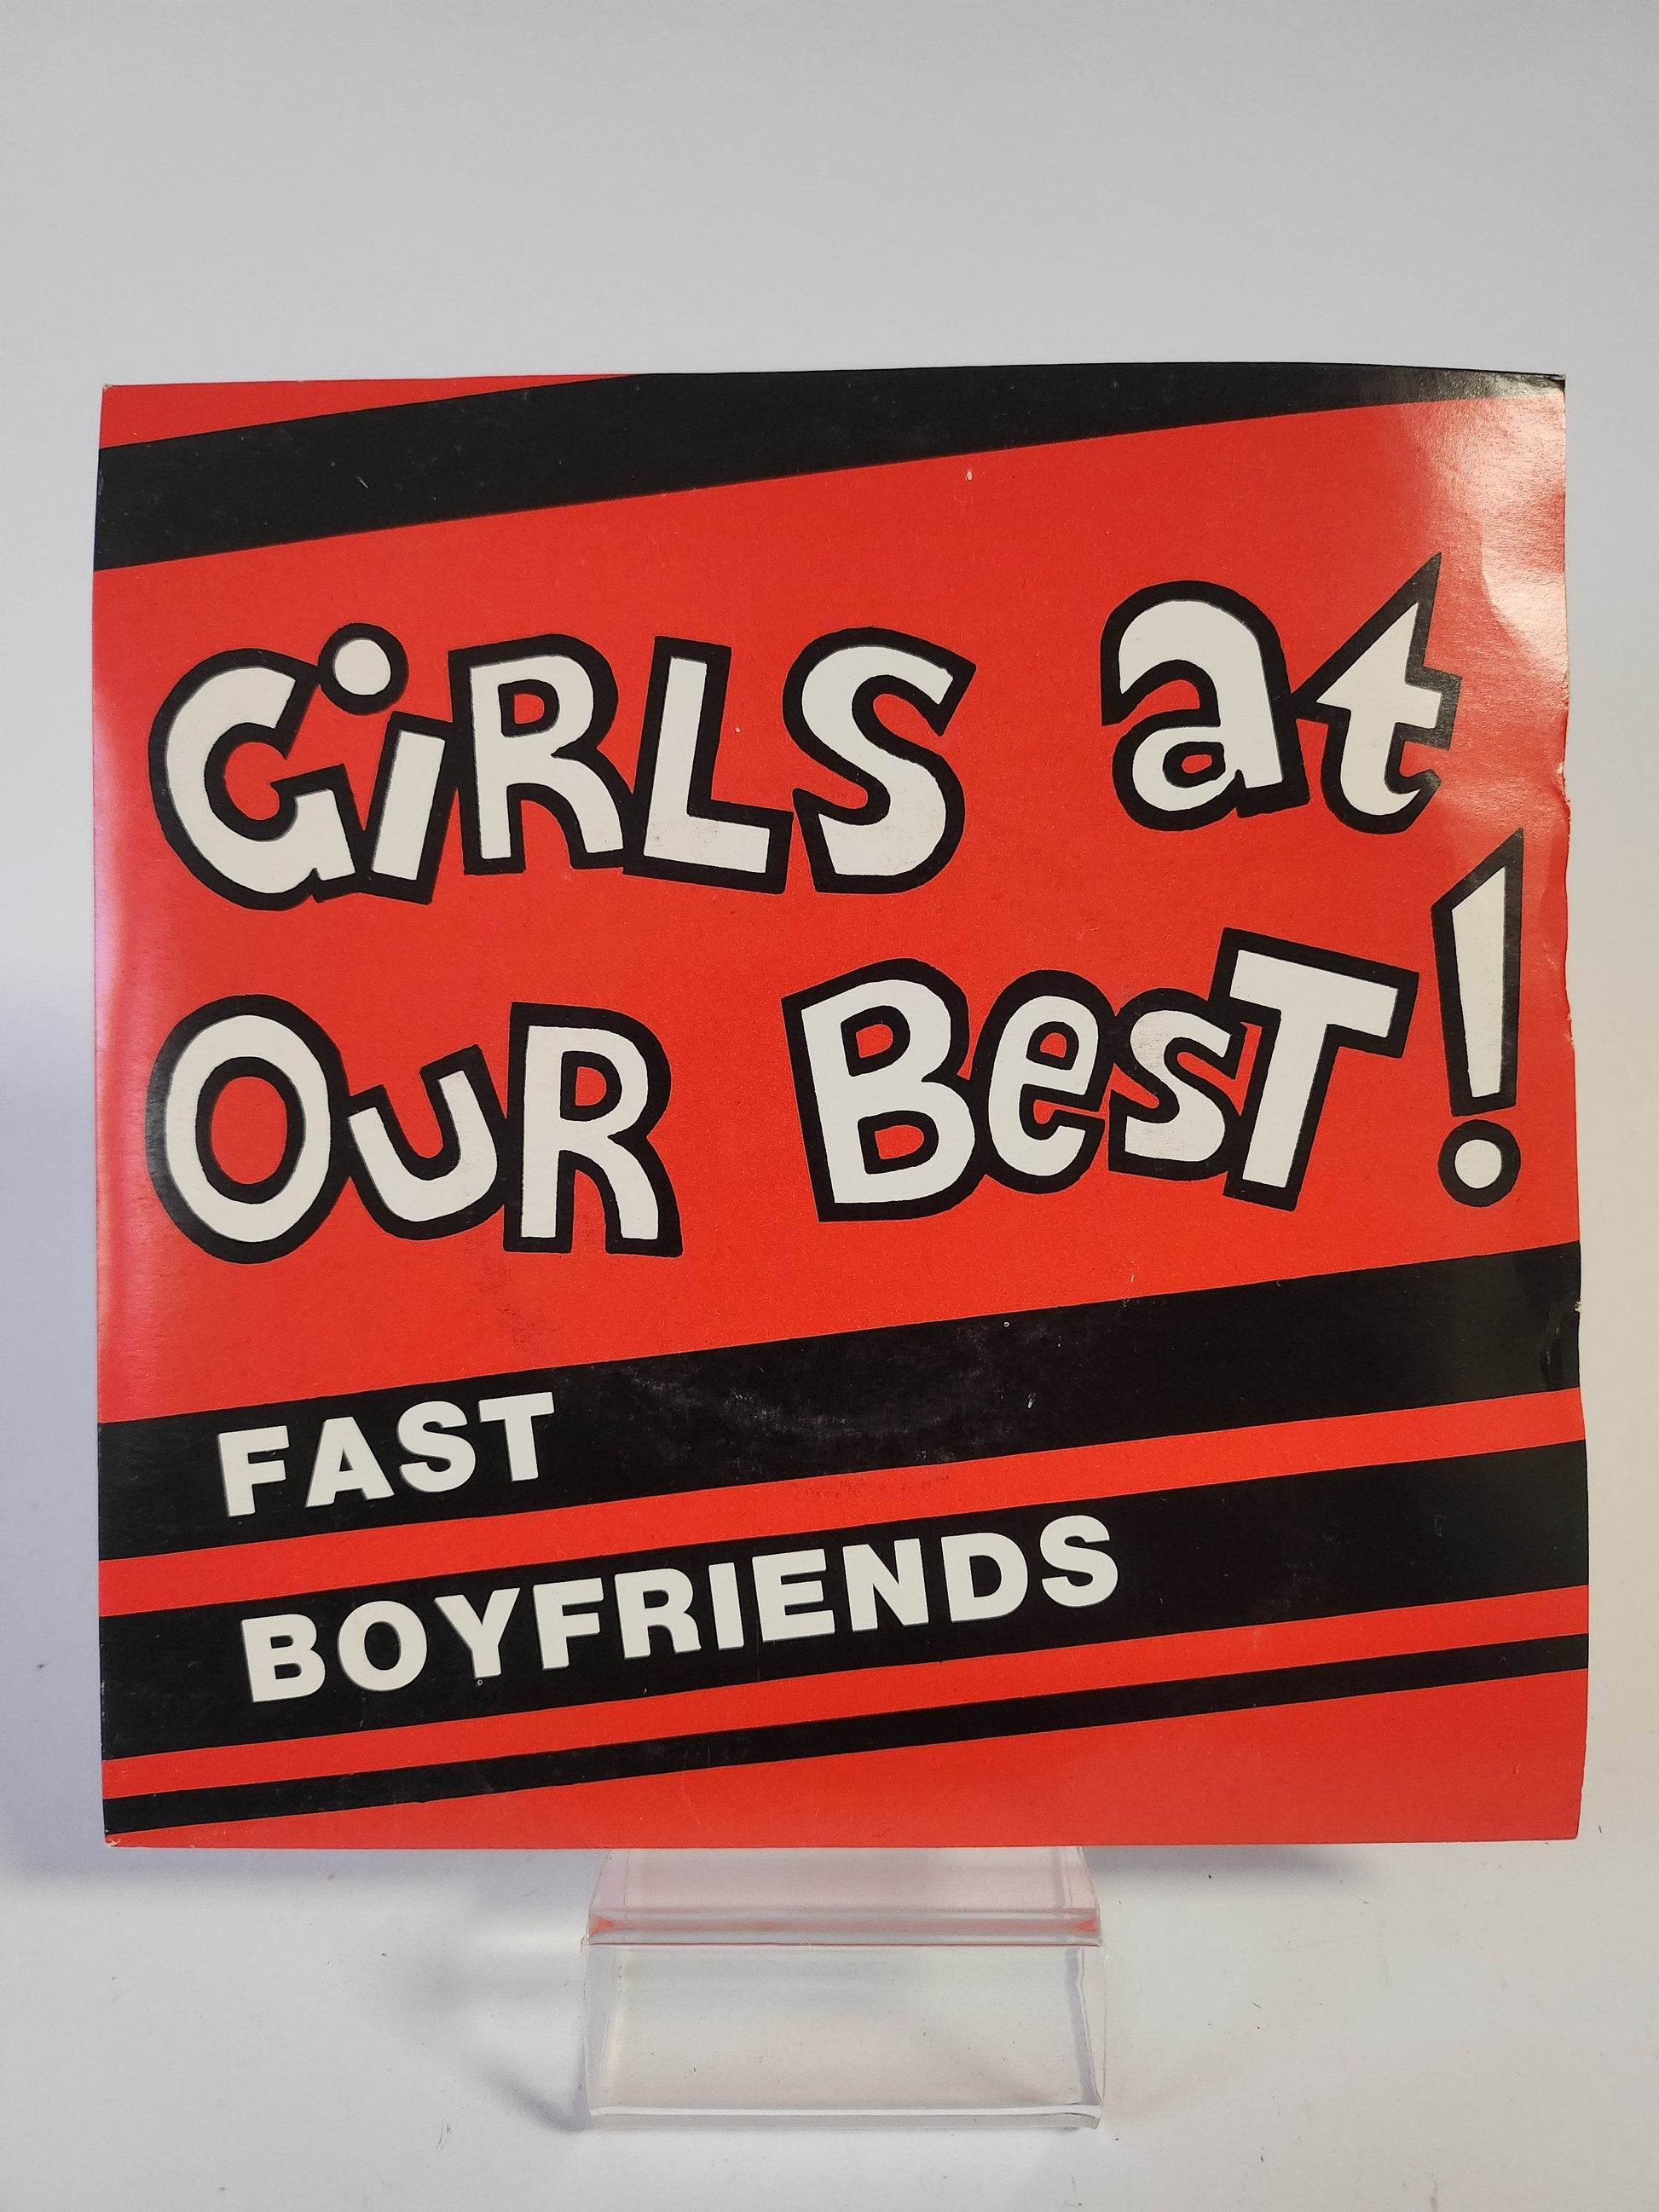 GiRLS at
OUR BesT!
FAST
BOYFRIENDS